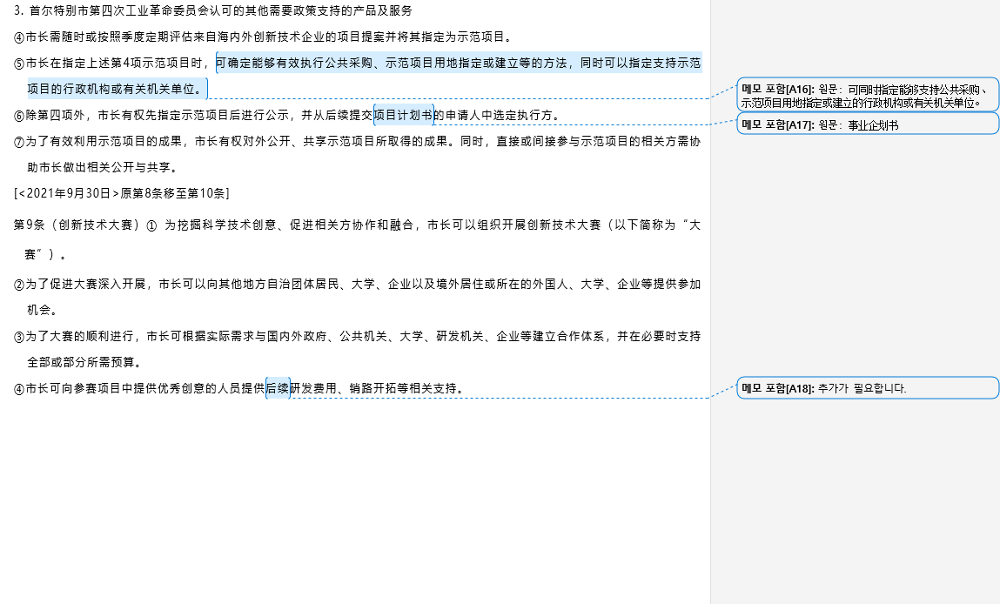 3. 首尔特别市第四次工业革命委员会认可的其他需要政策支持的产品及服务
④市长需随时或按照季度定期评估来自海内外创新技术企业的项目提案并将其指定为示范项目。
⑤市长在指定上述第4项示范项目时，可确定能够有效执行公共采购、示范项目用地指定或建立等的方法，同时可以指定支持示范
项目的行政机构或有关机关单位。
⑥除第四项外，市长有权先指定示范项目后进行公示，并从后续提交项目计划书的申请人中选定执行方。
⑦为了有效利用示范项目的成果，市长有权对外公开、共享示范项目所取得的成果。同时，直接或间接参与示范项目的相关方需协
助市长做出相关公开与共享。
[<2021年9月30日>原第8条移至第10条]
第9条（创新技术大赛）① 为挖掘科学技术创意、促进相关方协作和融合，市长可以组织开展创新技术大赛（以下简称为“大
赛”）。
②为了促进大赛深入开展，市长可以向其他地方自治团体居民、大学、企业以及境外居住或所在的外国人、大学、企业等提供参加
机会。
③为了大赛的顺利进行，市长可根据实际需求与国内外政府、公共机关、大学、研发机关、企业等建立合作体系，并在必要时支持
全部或部分所需预算。
④市长可向参赛项目中提供优秀创意的人员提供后续研发费用、销路开拓等相关支持。
메모 포함[A16]: 원문：可同时指定能够支持公共采购、
示范项目用地指定或建立的行政机构或有关机关单位。
메모 포함[A17]: 원문：事业企划书
메모 포함[A18]: 추가가 필요합니다.